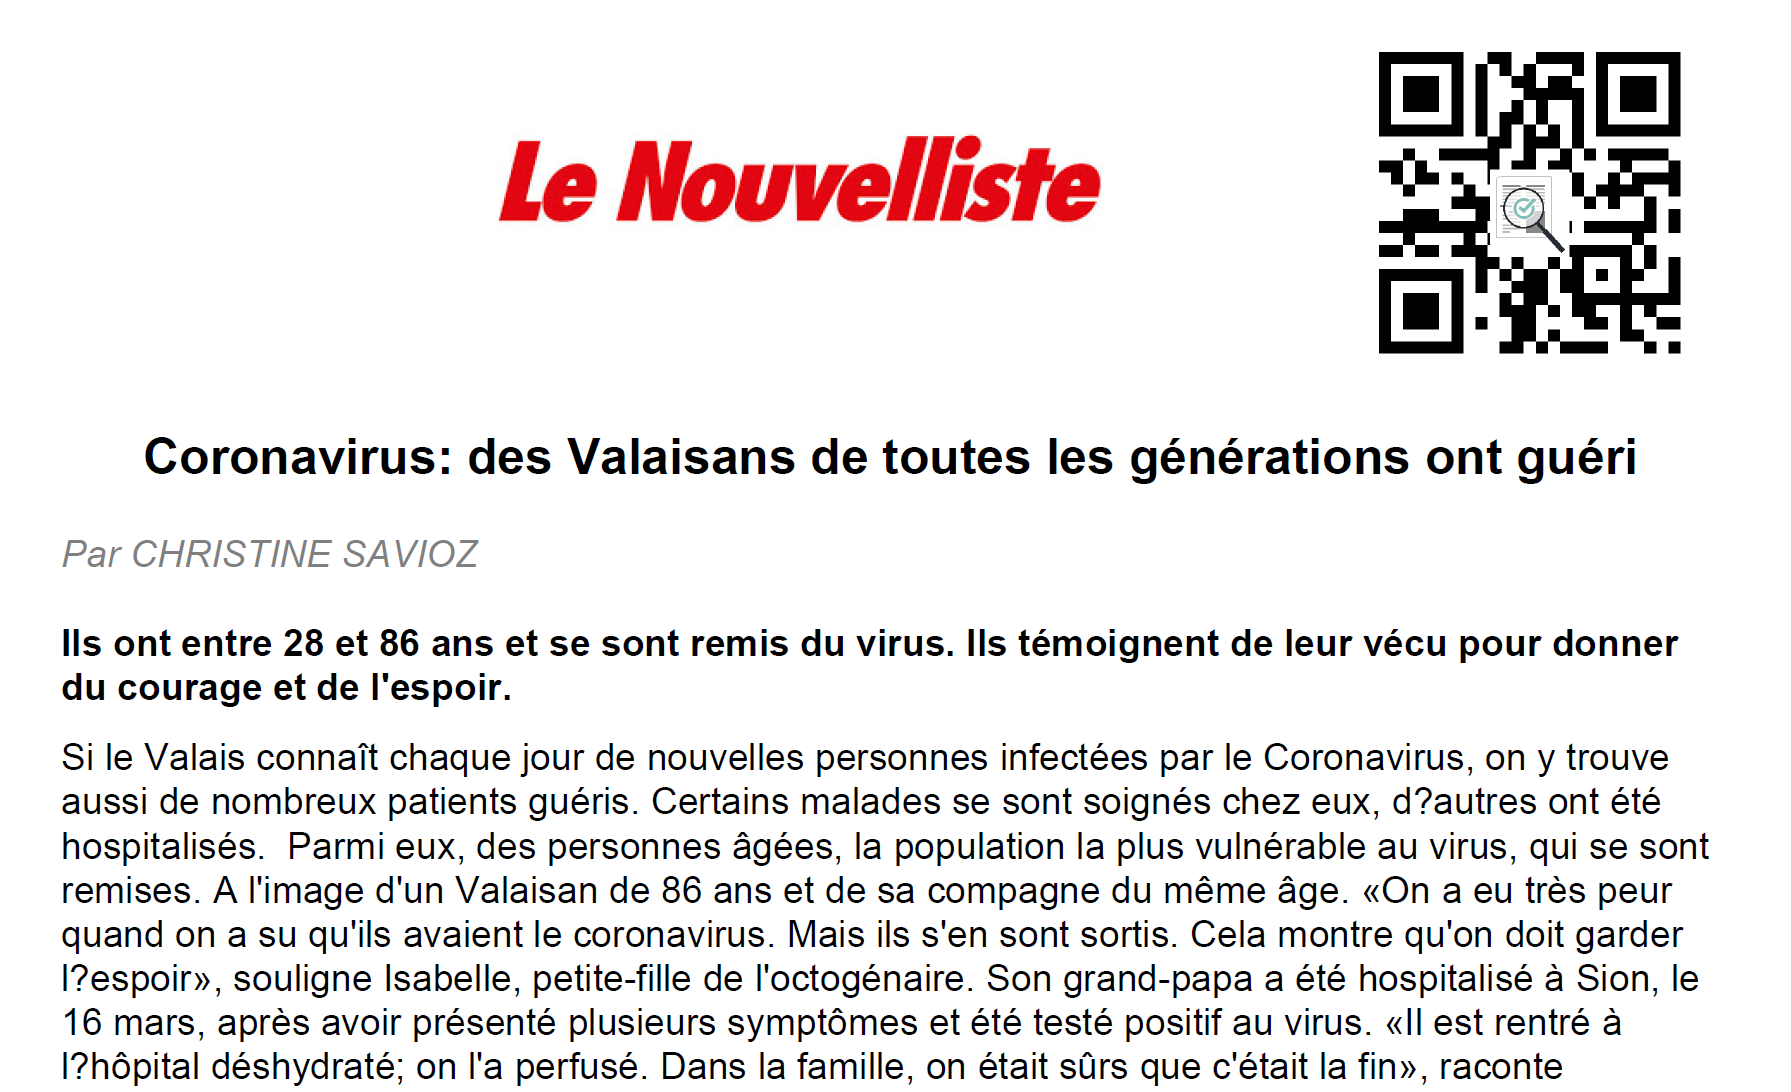 Le Nouvelliste
Coronavirus: des Valaisans de toutes les générations ont guéri
Par CHRISTINE SAVIOZ
Ils ont entre 28 et 86 ans et se sont remis du virus. Ils témoignent de leur vécu pour donner
du courage et de l'espoir.
Si le Valais connaît chaque jour de nouvelles personnes infectées par le Coronavirus, on y trouve
aussi de nombreux patients guéris. Certains malades se sont soignés chez eux, d?autres ont été
hospitalisés.  Parmi eux, des personnes âgées, la population la plus vulnérable au virus, qui se sont
remises. A l'image d'un Valaisan de 86 ans et de sa compagne du même âge. «On a eu très peur
quand on a su qu'ils avaient le coronavirus. Mais ils s'en sont sortis. Cela montre qu'on doit garder
l?espoir», souligne Isabelle, petite-fille de l'octogénaire. Son grand-papa a été hospitalisé à Sion, le
16 mars, après avoir présenté plusieurs symptômes et été testé positif au virus. «Il est rentré à
l?hôpital déshydraté; on l'a perfusé. Dans la famille, on était sûrs que c'était la fin», raconte